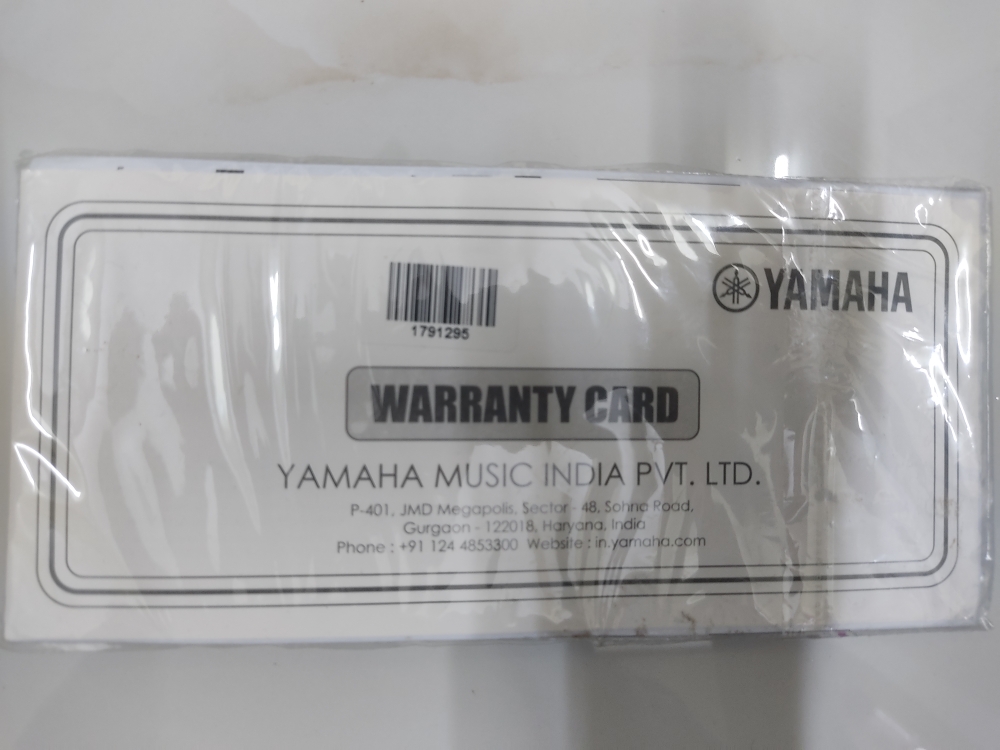 1791295
YAMAHA
WARRANTY CARD
YAMAHA MUSIC INDIA PVT. LTD.
P-401, JMD Megapolis, Sector - 48, Sohna Road,
Gurgaon - 122018, Haryana, India
Phone : +91 124 4853300 Website : in.yamaha.com